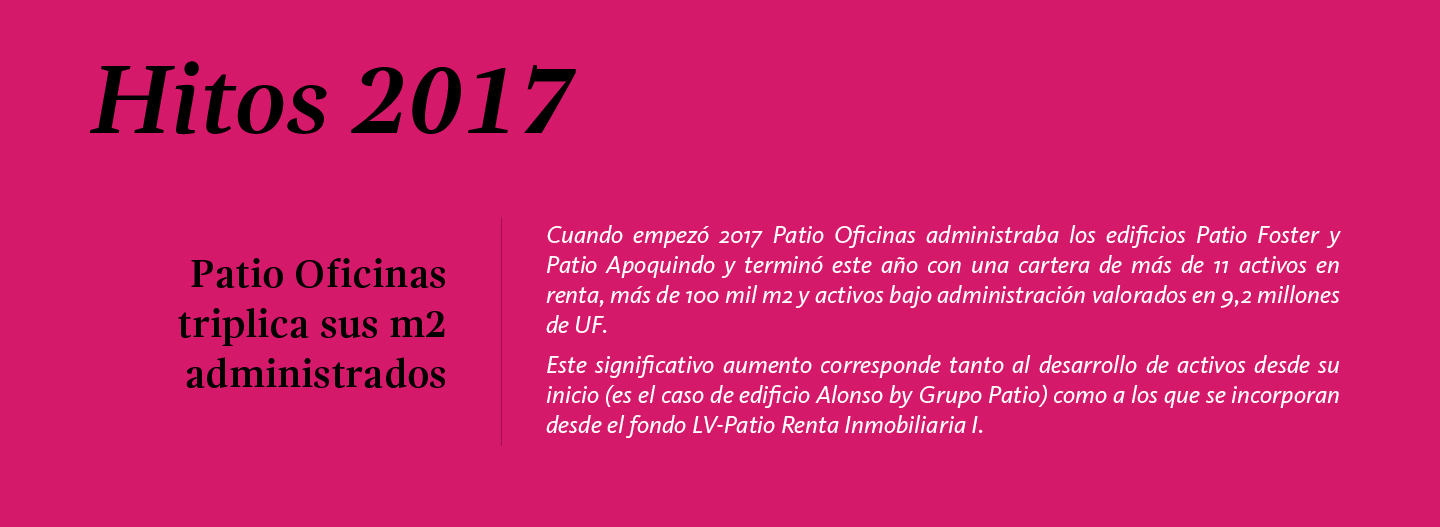 Hitos 2017
Patio Oficinas
triplica sus m2
administrados
Cuando empezó 2017 Patio Oficinas administraba los edificios Patio Foster y
Patio Apoquindo y terminó este año con una cartera de más de 11 activos en
renta, más de 100 mil m2 y activos bajo administración valorados en 9,2 millones
de UF.
Este significativo aumento corresponde tanto al desarrollo de activos desde su
inicio (es el caso de edificio Alonso by Grupo Patio) como a los que se incorporan
desde el fondo LV-Patio Renta Inmobiliaria I.